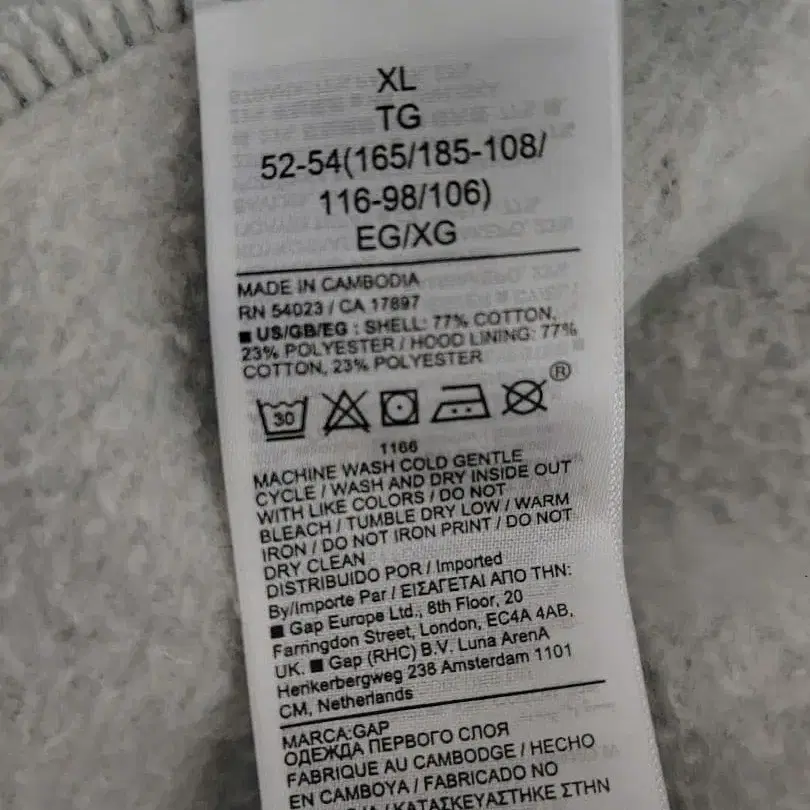 XL
TG
52-54(165/185-108/
116-98/106)
EG/XG
MADE IN CAMBODIA
RN 54023 / CA 17897
■ US/GB/EG : SHELL: 77% COTTON,
23% POLYESTER / HOOD LINING: 77%
COTTON, 23% POLYESTER
30
®
1166
MACHINE WASH COLD GENTLE
CYCLE / WASH AND DRY INSIDE OUT
WITH LIKE COLORS / DO NOT
BLEACH / TUMBLE DRY LOW / WARM
IRON / DO NOT IRON PRINT / DO NOT
DRY CLEAN
DISTRIBUIDO POR / Imported
By/Importe Par / ΕΙΣΑΓΕΤΑΙ ΑΠΟ ΤΗΝ:
■ Gap Europe Ltd., 8th Floor, 20
Farringdon Street, London, EC4A 4AB,
UK. ■ Gap (RHC) B.V. Luna ArenA
Herikerbergweg 238 Amsterdam 1101
CM, Netherlands
MARCA:GAP
ОДЕЖДА ПЕРВОГО СЛОЯ
FABRIQUE AU CAMBODGE / HECHO
EN CAMBOYA / FABRICADO NO
/ ΚΑΤΑΣΚΕΥΑΣΤΗΚΕ ΣΤΗΝ